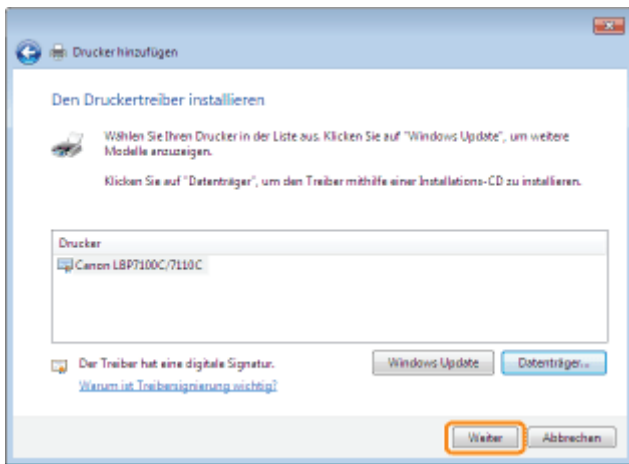 Drucker hinzufügen
Den Druckertreiber installieren
Wählen Sie Ihren Drucker in der Liste aus. Klicken Sie auf "Windows Update", um weitere
Modelle anzuzeigen.
Klicken Sie auf "Datenträger", um den Treiber mithilfe einer Installations-CD zu installieren.
Drucker
Canon LBP7100C/7110C
Der Treiber hat eine digitale Signatur.
Warum ist Treibersignierung wichtig?
Windows Update
Datenträger...
Weiter
Abbrechen